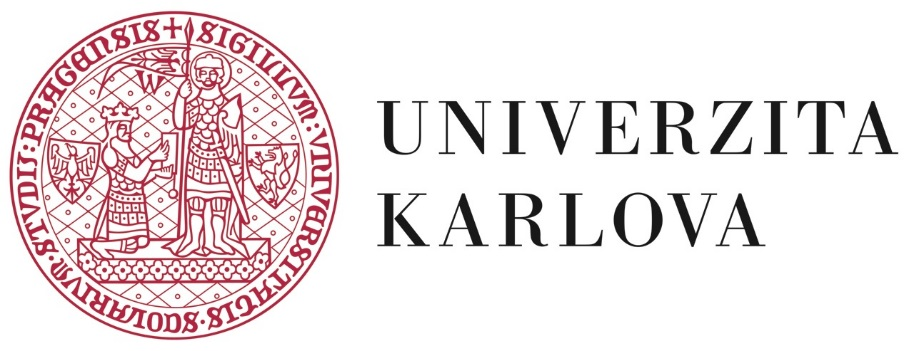 SIGILLVM · VNIVERSITATIS · SCOLARIVM · STVDII · PRAGENSIS
UNIVERZITA
KARLOVA